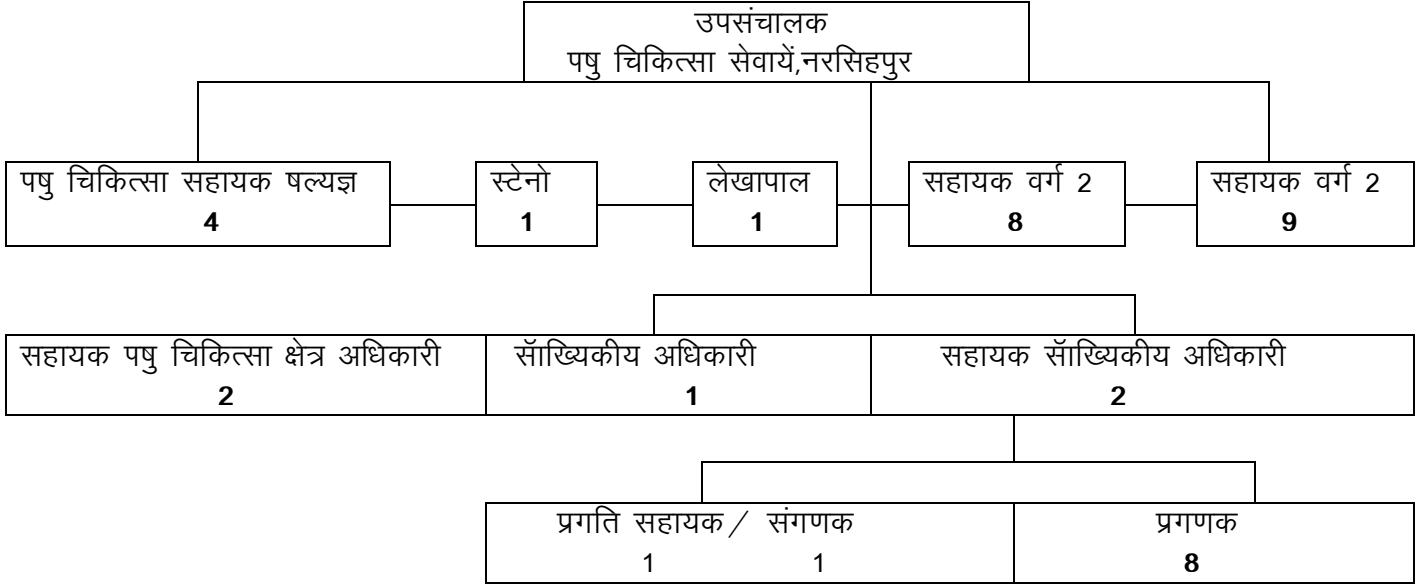 उपसंचालक
पषु चिकित्सा सेवायें,नरसिहपुर
पषु चिकित्सा सहायक षल्यज्ञ
4
स्टेनो
1
लेखापाल
1
सहायक वर्ग 2
8
सहायक वर्ग 2
9
सहायक पषु चिकित्सा क्षेत्र अधिकारी
2
सॅाख्यिकीय अधिकारी
1
सहायक सॅाख्यिकीय अधिकारी
2
प्रगति सहायक / संगणक
1 1
प्रगणक
8